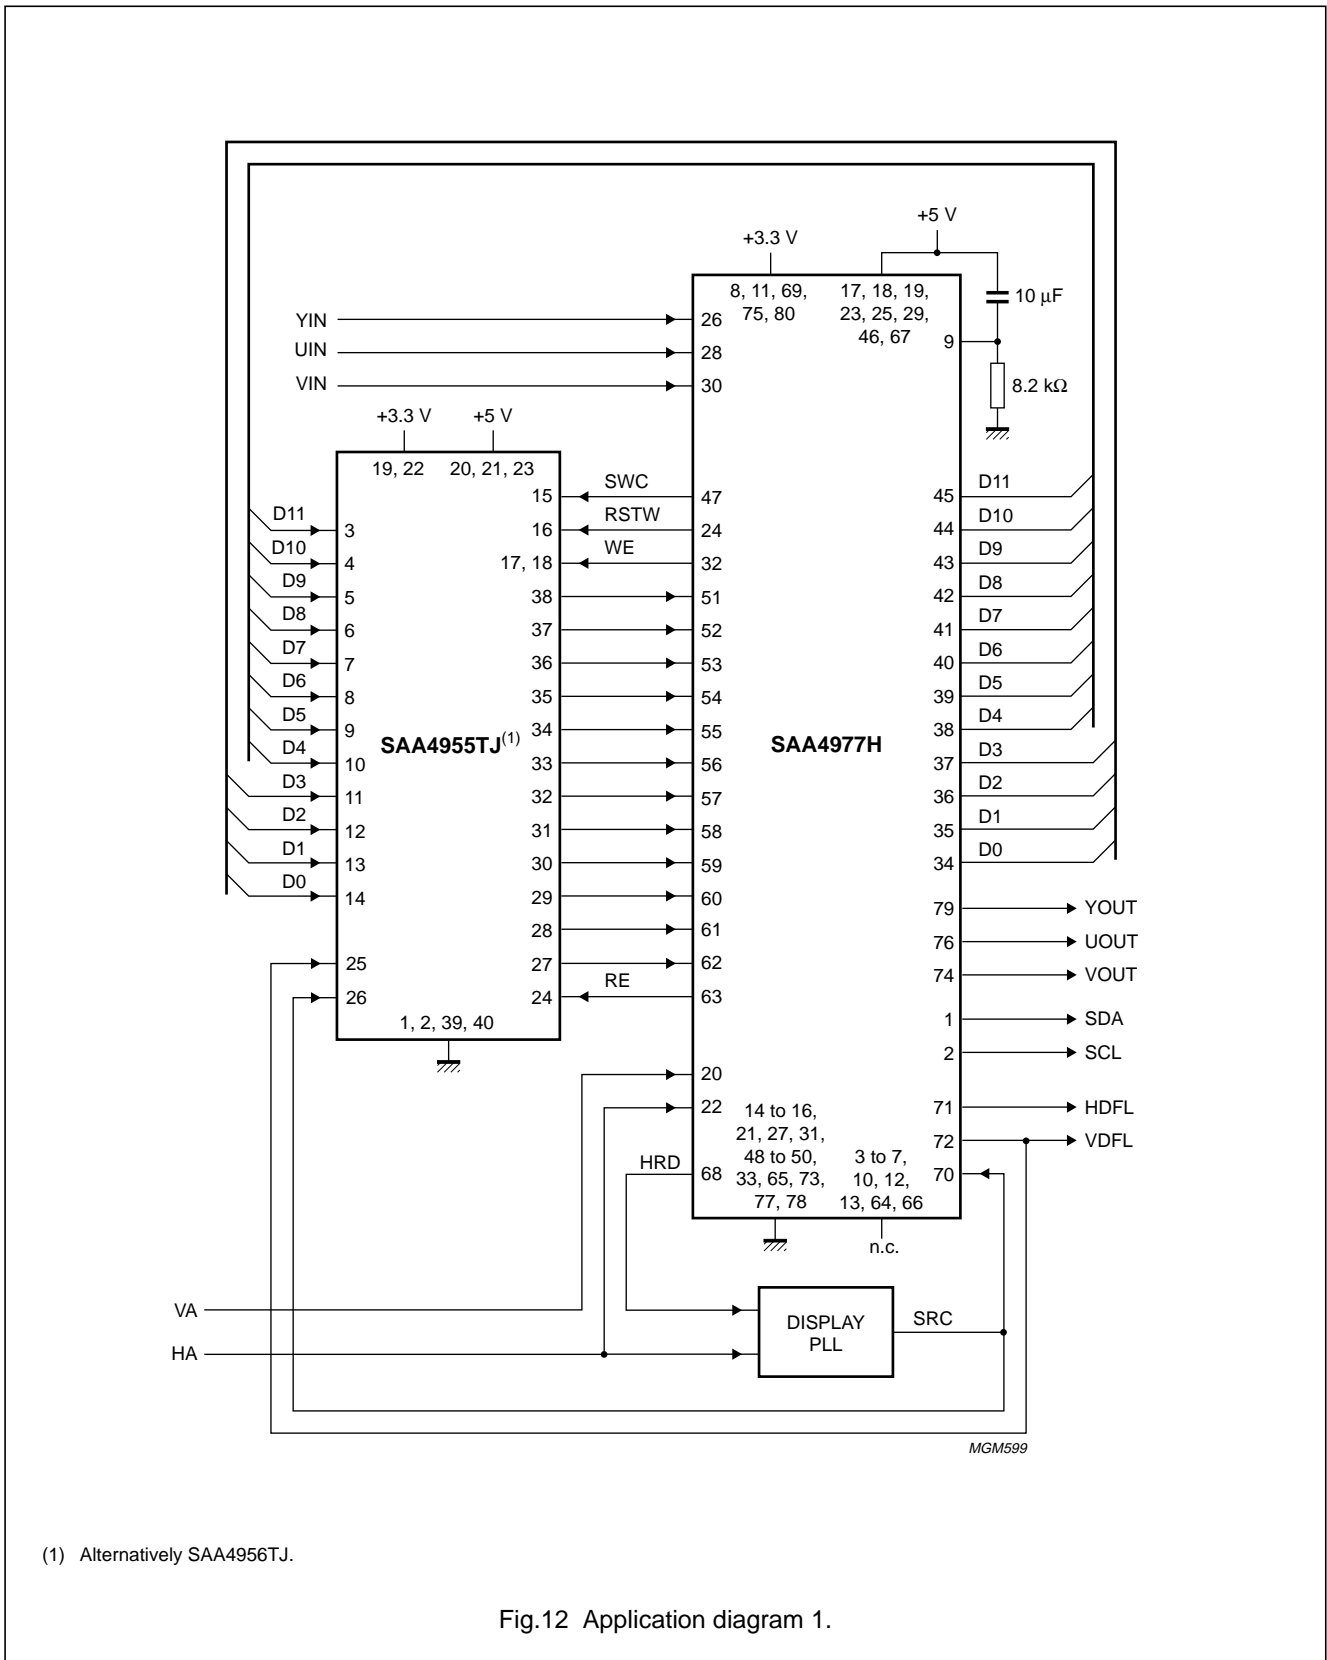 +5 V
+3.3 V
8, 11, 69,
75, 80
17, 18, 19,
23, 25, 29,
46, 67
10 µF
9
8.2 kΩ
YIN
26
UIN
28
VIN
30
+3.3 V
+5 V
19, 22
20, 21, 23
15
SWC
47
45
D11
D11
3
16
RSTW
24
44
D10
D10
4
17, 18
WE
32
43
D9
D9
5
38
51
42
D8
D8
6
37
52
41
D7
D7
7
36
53
40
D6
D6
8
35
54
39
D5
D5
9
34
55
38
D4
SAA4955TJ(1)
SAA4977H
D4
10
33
56
37
D3
D3
11
32
57
36
D2
D2
12
31
58
35
D1
D1
13
30
59
34
D0
D0
14
29
60
79
YOUT
28
61
76
UOUT
25
27
62
74
VOUT
26
24
RE
63
1
SDA
1, 2, 39, 40
2
SCL
20
22
71
HDFL
14 to 16,
21, 27, 31,
48 to 50,
33, 65, 73,
77, 78
3 to 7,
10, 12,
13, 64, 66
72
VDFL
HRD
68
70
n.c.
VA
HA
DISPLAY
PLL
SRC
MGM599
(1) Alternatively SAA4956TJ.
Fig.12 Application diagram 1.